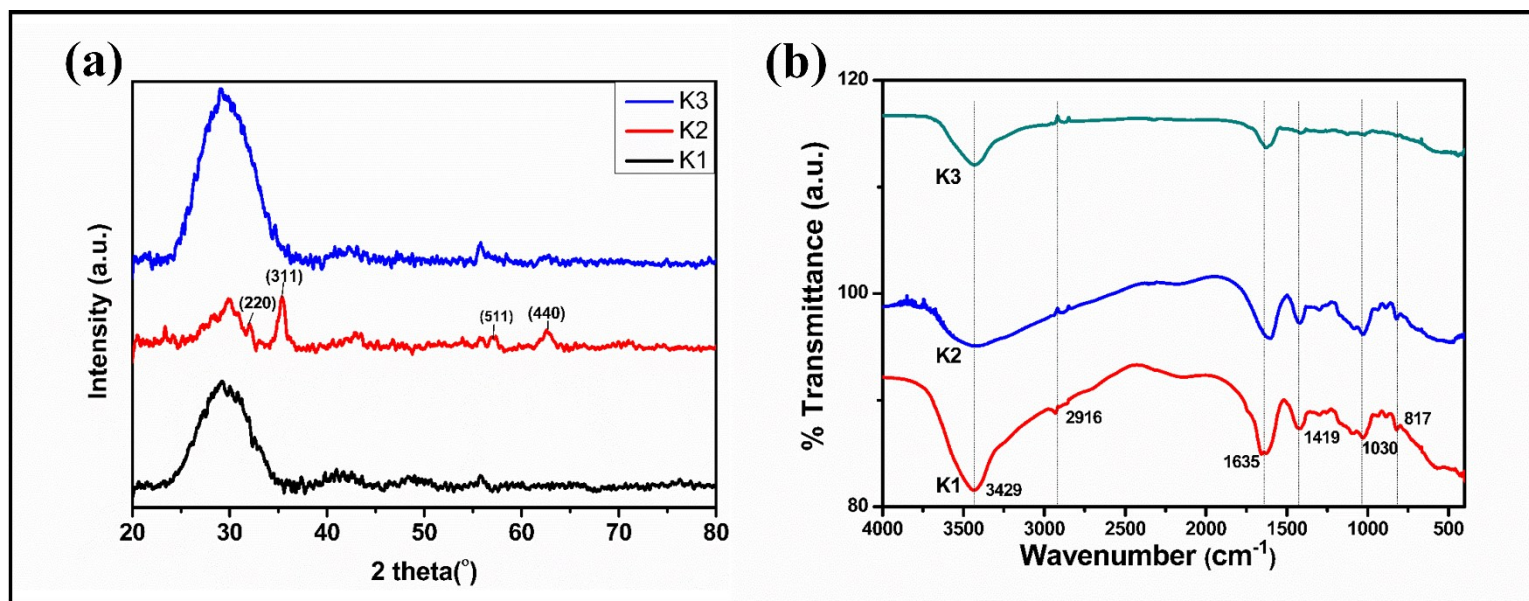 (a)
K3
K2
K1
(220)
(311)
(511)
(440)
Intensity (a.u.)
20 30 40 50 60 70 80
2 theta(°)
(b)
120
100
80
% Transmittance (a.u.)
K3
K2
K1
3429
2916
1635
1419
1030
817
4000 3500 3000 2500 2000 1500 1000 500
Wavenumber (cm-1)